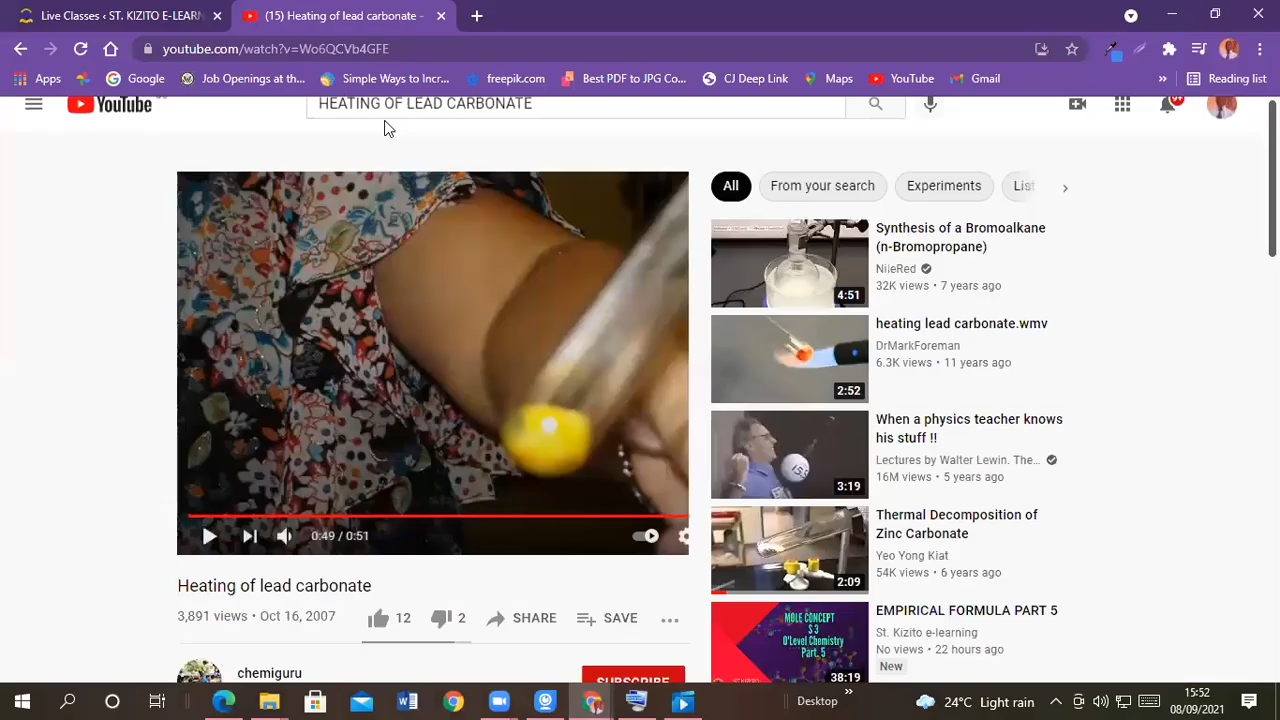 Live Classes < ST. KIZITO E-LEARN
(15) Heating of lead carbonate -
youtube.com/watch?v=Wo6QCVb4GFE
Apps
Google
Job Openings at th...
Simple Ways to Incr...
freepik.com
Best PDF to JPG Co...
CJ Deep Link
Maps
YouTube
Gmail
»
Reading list
YouTube
HEATING OF LEAD CARBONATE
All
From your search
Experiments
List
Synthesis of a Bromoalkane
(n-Bromopropane)
NileRed
32K views • 7 years ago
4:51
heating lead carbonate.wmv
DrMarkForeman
6.3K views • 11 years ago
2:52
When a physics teacher knows
his stuff !!
Lectures by Walter Lewin. The...
16M views • 5 years ago
3:19
Thermal Decomposition of
Zinc Carbonate
Yeo Yong Kiat
54K views • 6 years ago
2:09
EMPIRICAL FORMULA PART 5
St. Kizito e-learning
No views • 22 hours ago
New
MOLE CONCEPT
S 3
O'Level Chemistry
Part. 5
38:19
0:49 / 0:51
Heating of lead carbonate
3,891 views • Oct 16, 2007
12
2
SHARE
SAVE
...
chemiguru
SUBSCRIBE
Desktop
»
24°C Light rain
15:52
08/09/2021